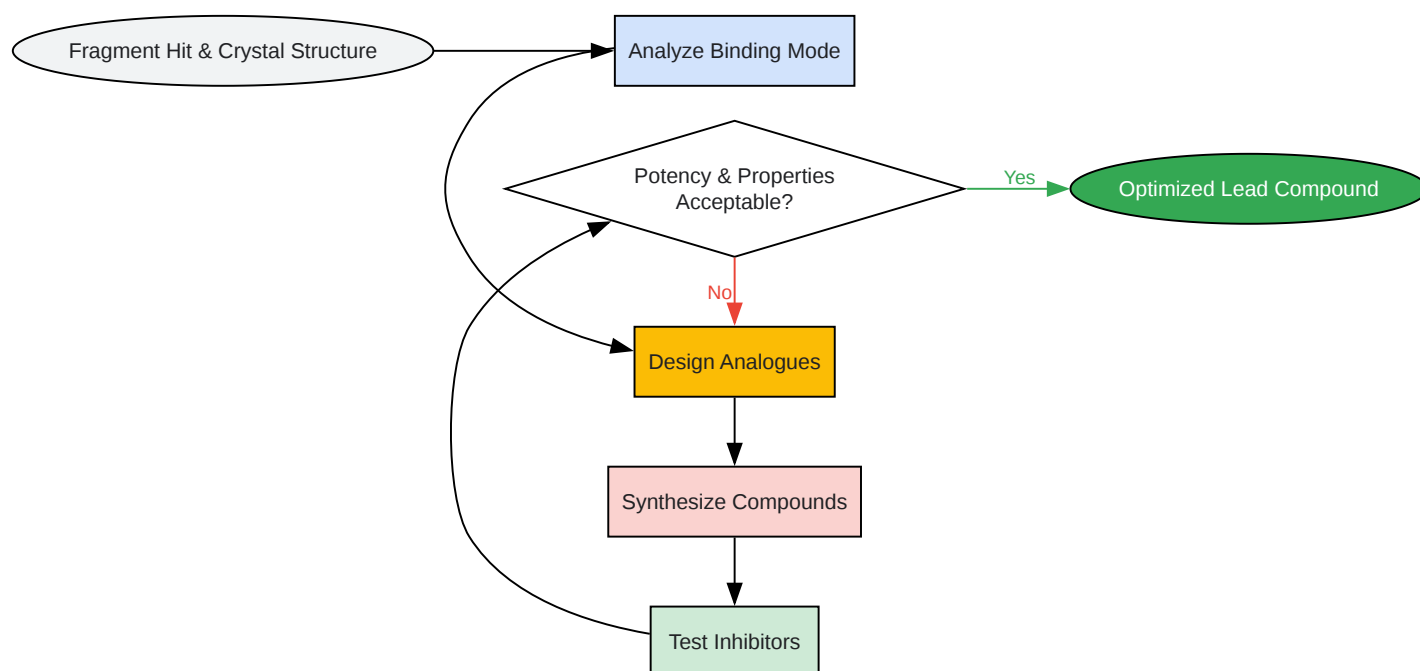 Fragment Hit & Crystal Structure
Analyze Binding Mode
Potency & Properties
Acceptable?
Yes
Optimized Lead Compound
No
Design Analogues
Synthesize Compounds
Test Inhibitors